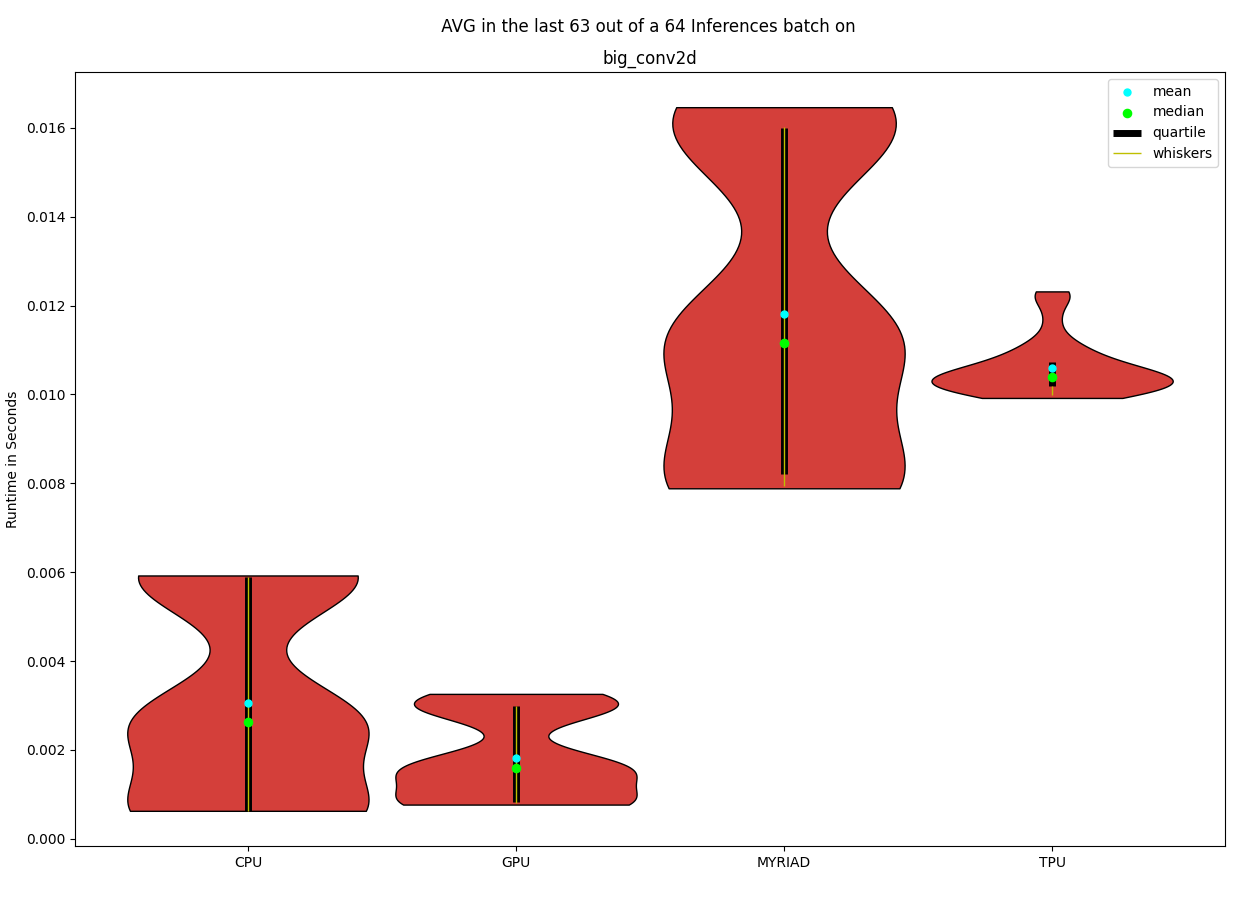 AVG in the last 63 out of a 64 Inferences batch on
big_conv2d
mean
median
quartile
whiskers
Runtime in Seconds
0.016
0.014
0.012
0.010
0.008
0.006
0.004
0.002
0.000
CPU GPU MYRIAD TPU